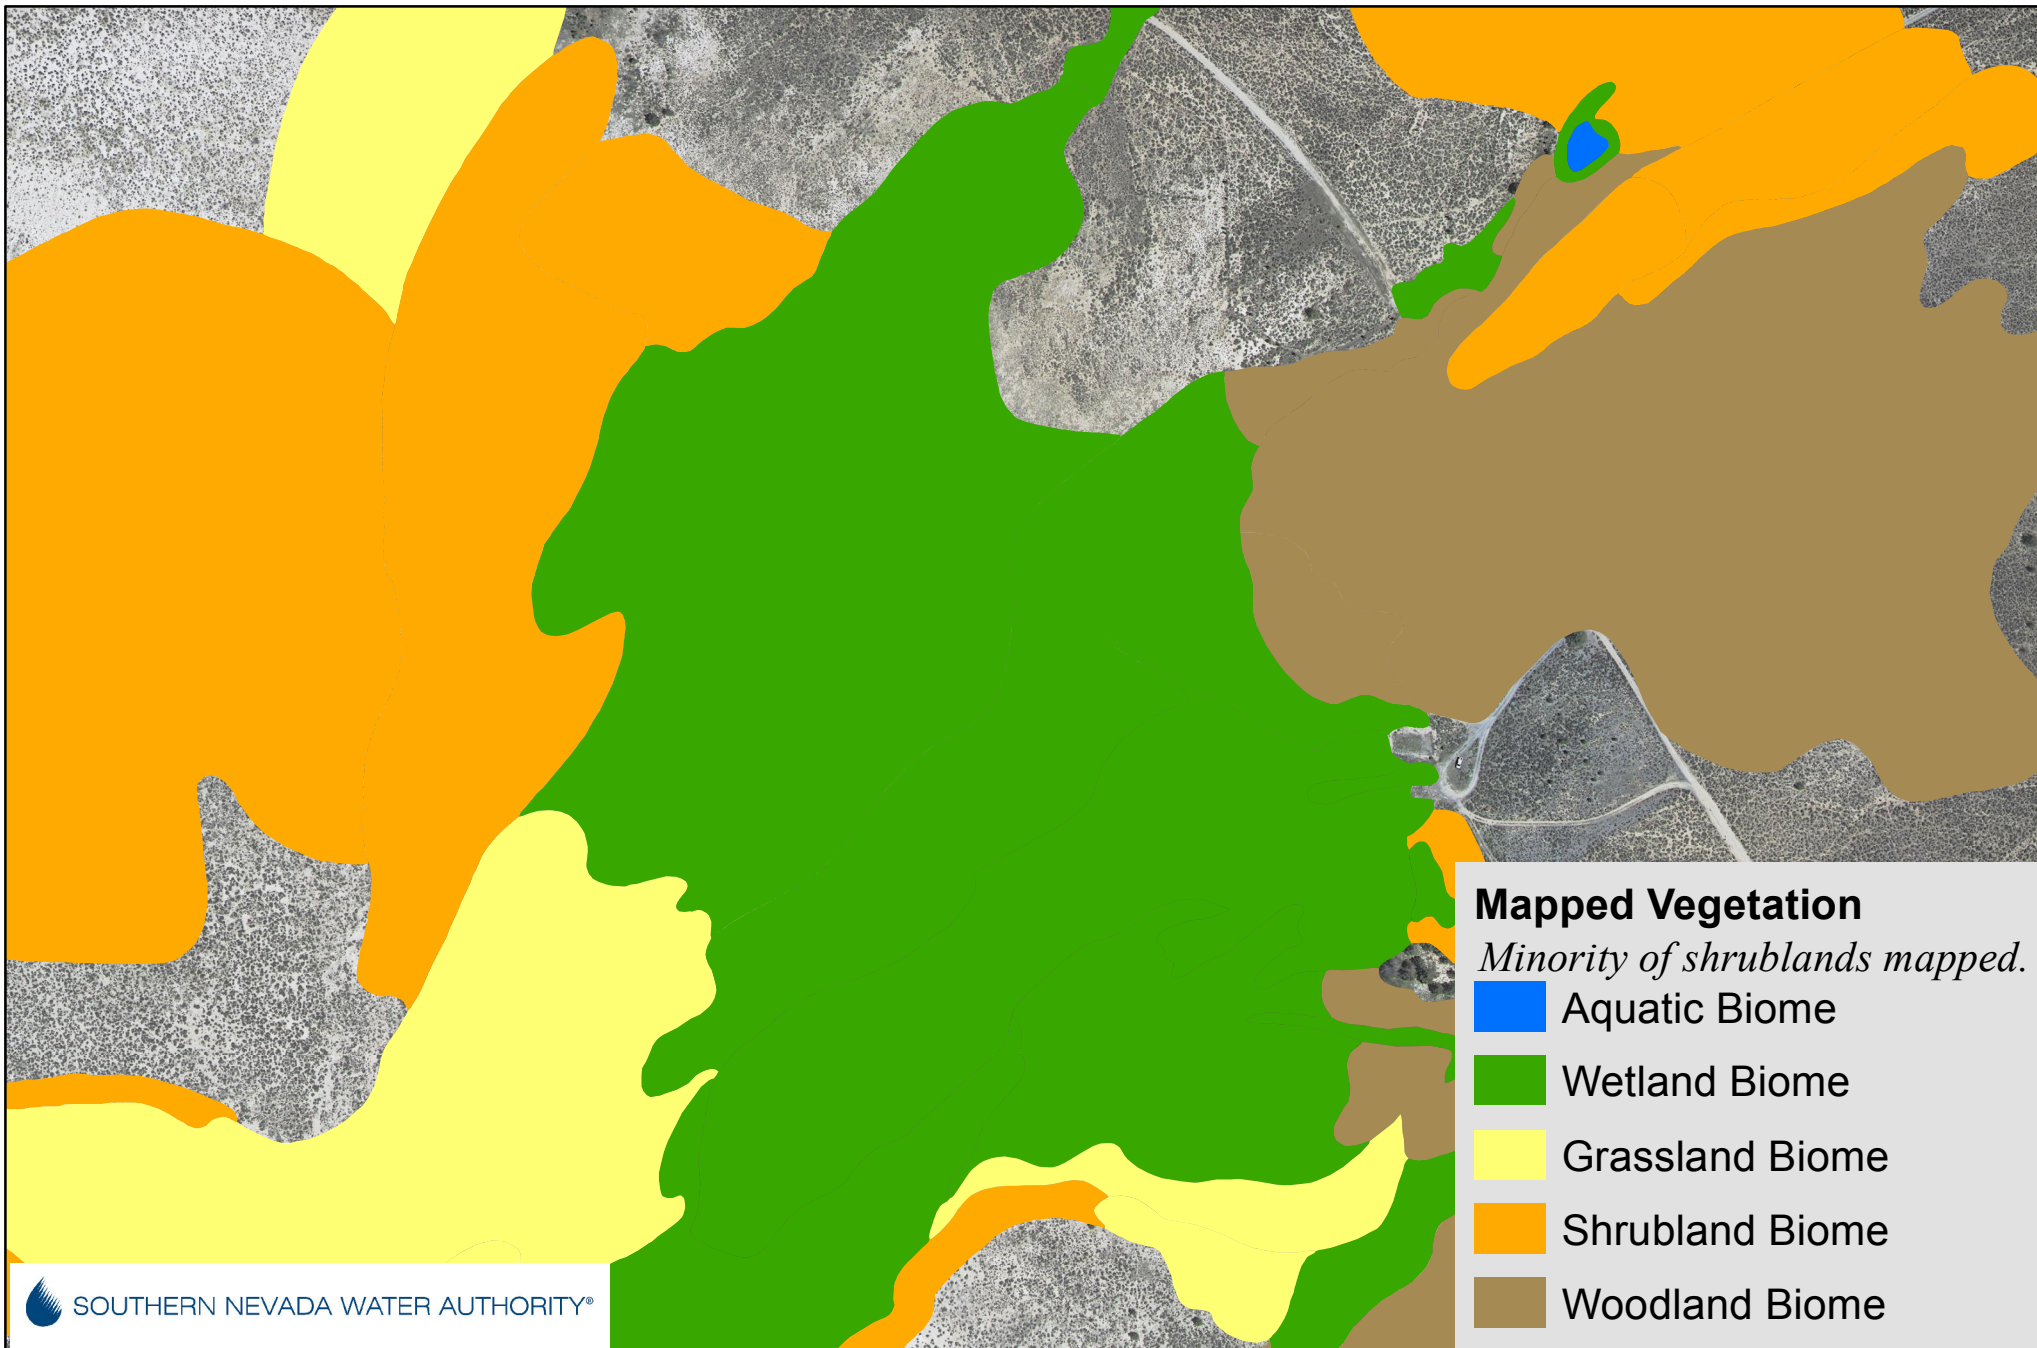 Mapped Vegetation
Minority of shrublands mapped.
Aquatic Biome
Wetland Biome
Grassland Biome
Shrubland Biome
Woodland Biome
SOUTHERN NEVADA WATER AUTHORITY®